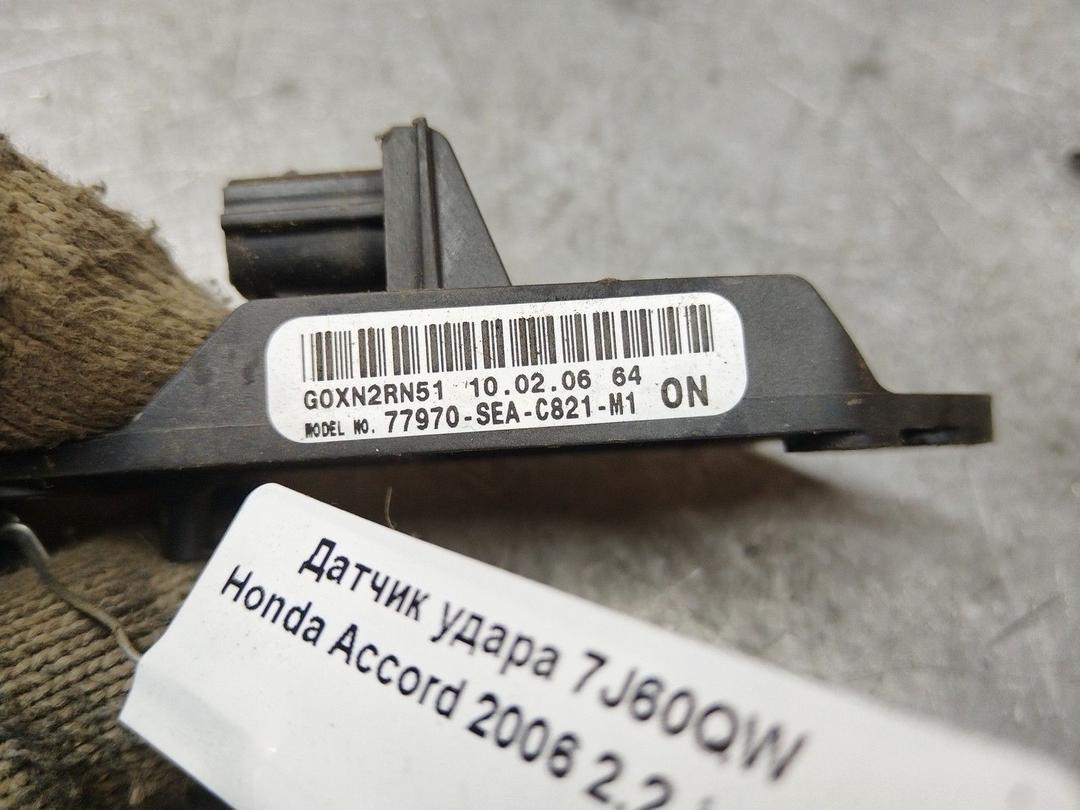 G0XN2RN51 10.02.06 64
MODEL NO. 77970-SEA-C821-M1 ON
Датчик удара 7J60QW
Honda Accord 2006 2.2